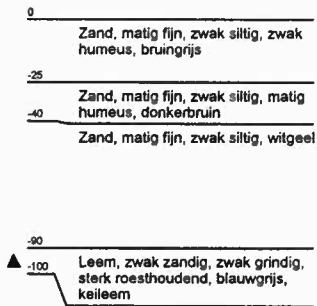 0
Zand, matig fijn, zwak siltig, zwak
humeus, bruingrijs
-25
Zand, matig fijn, zwak siltig, matig
humeus, donkerbruin
-40
Zand, matig fijn, zwak siltig, witgeel
-90
Leem, zwak zandig, zwak grindig,
-100
sterk roesthoudend, blauwgrijs,
keileem